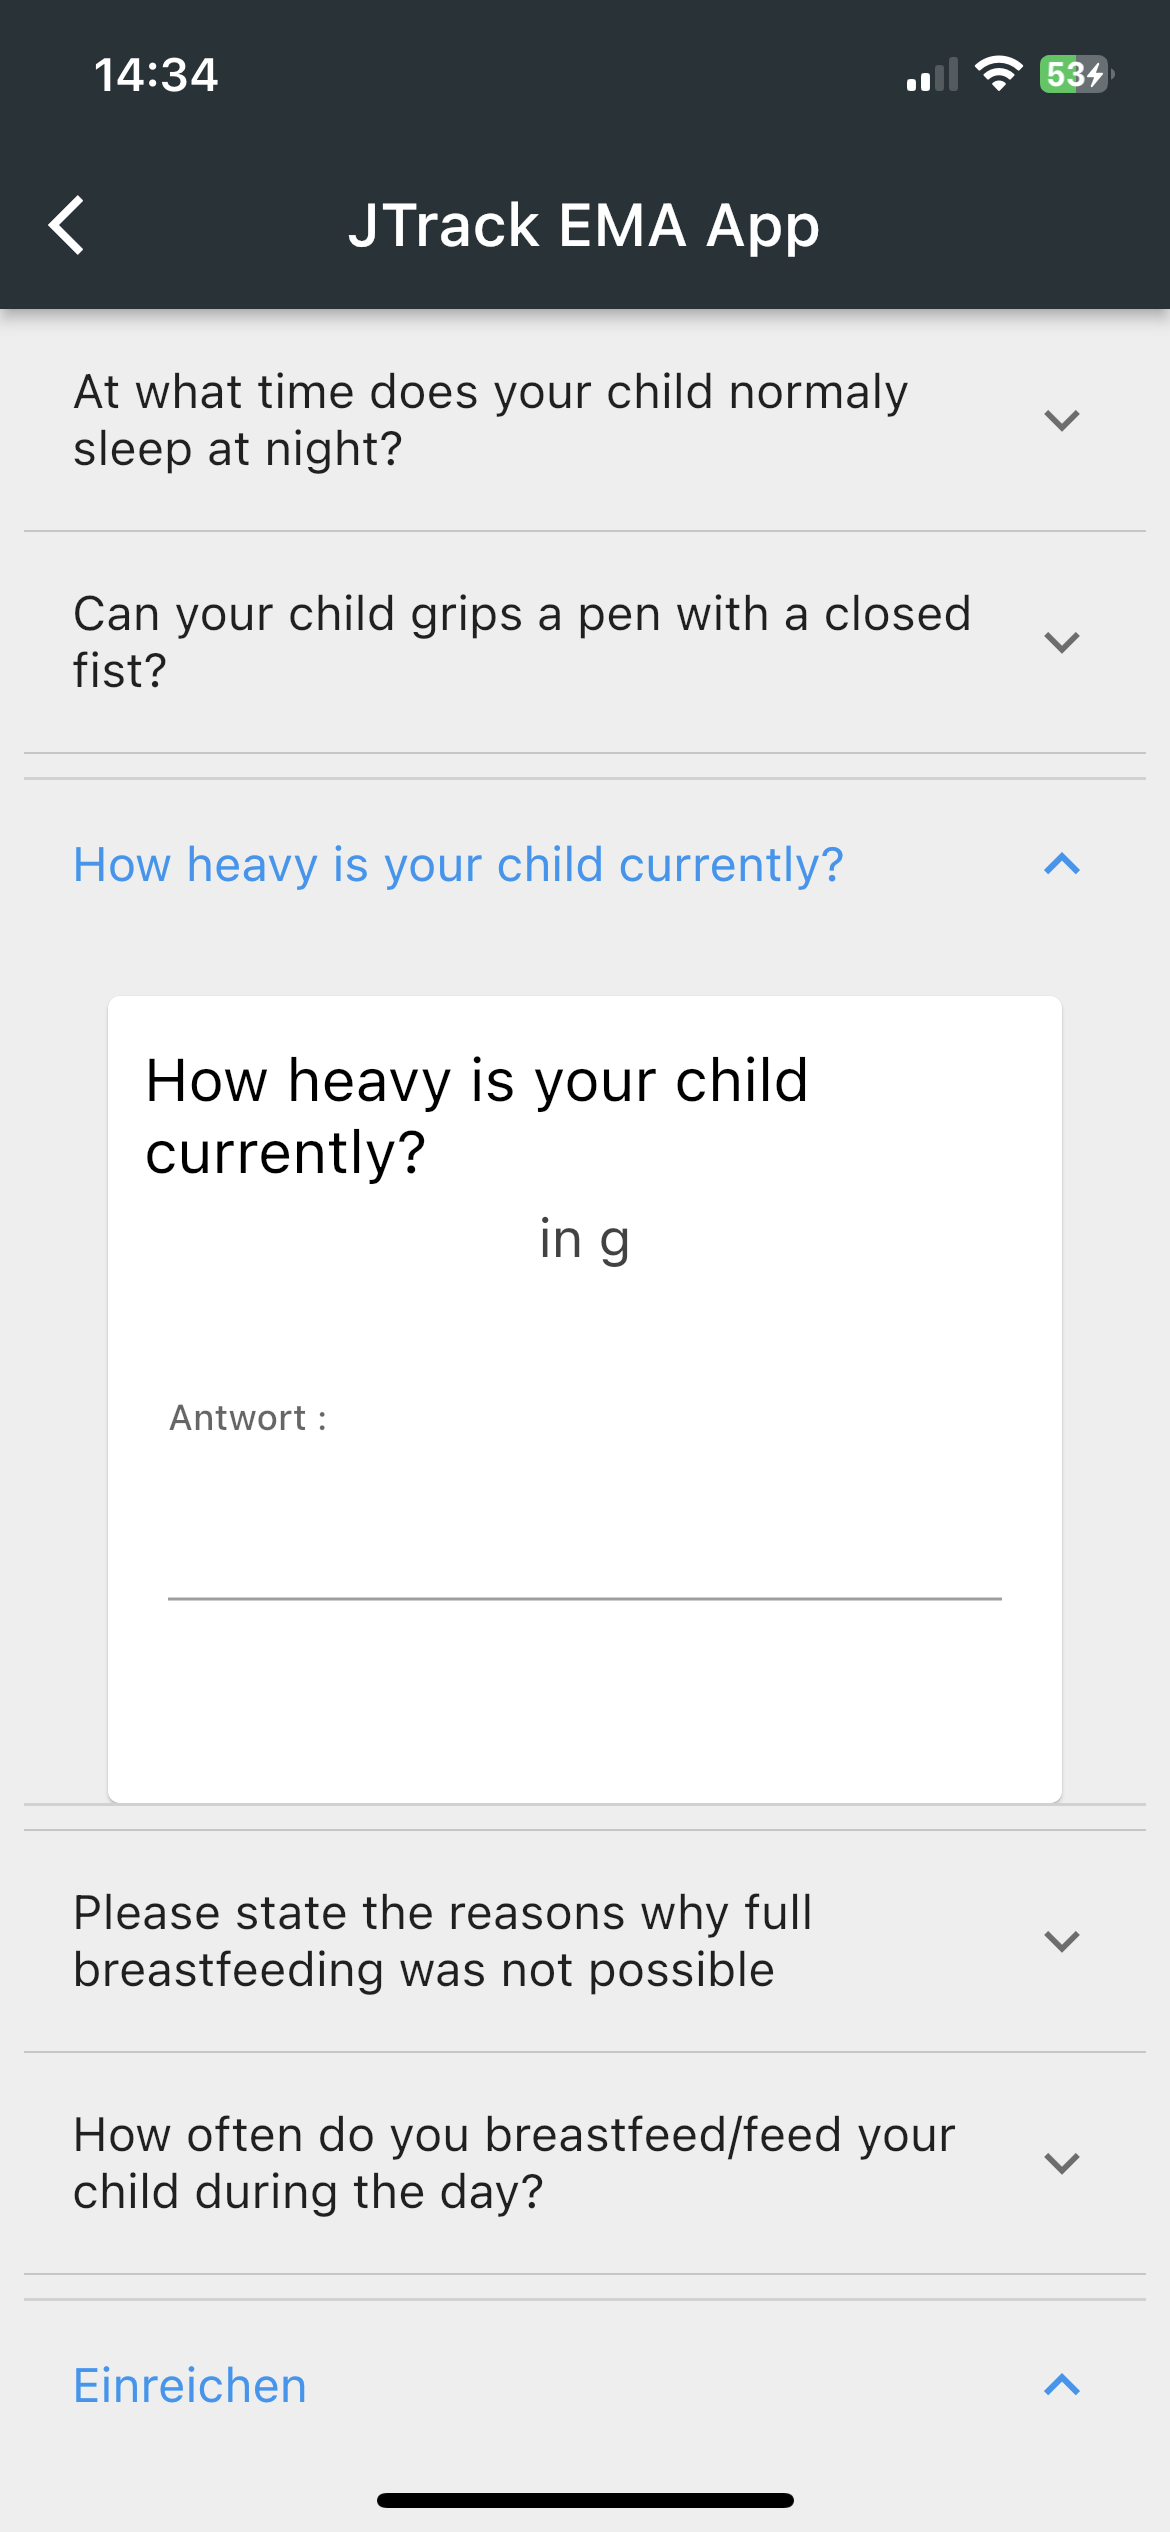 14:34
53
JTrack EMA App
At what time does your child normaly
sleep at night?
Can your child grips a pen with a closed
fist?
How heavy is your child currently?
How heavy is your child
currently?
in g
Antwort :
Please state the reasons why full
breastfeeding was not possible
How often do you breastfeed/feed your
child during the day?
Einreichen